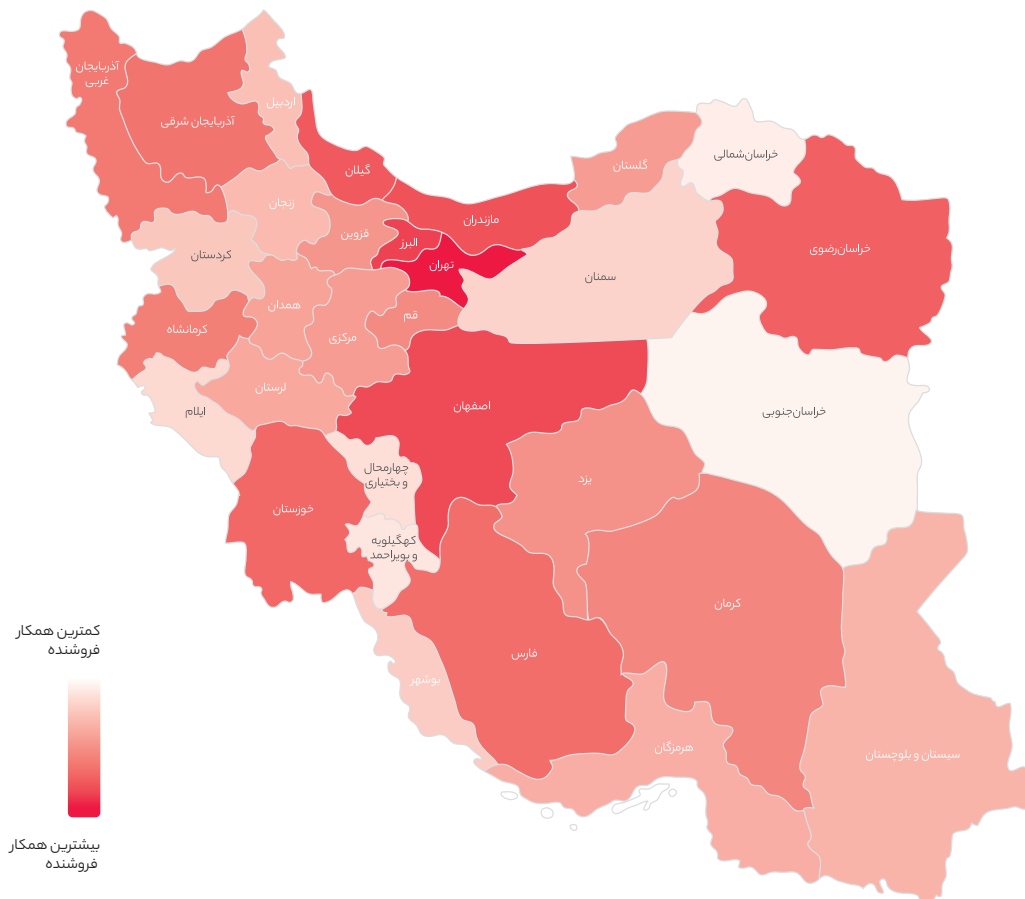 آذربایجان
غربی
آذربایجان شرقی
اردبیل
گیلان
زنجان
قزوین
مازندران
البرز
تهران
گلستان
خراسان‌شمالی
خراسان‌رضوی
سمنان
کردستان
همدان
قم
مرکزی
کرمانشاه
لرستان
ایلام
اصفهان
خراسان‌جنوبی
چهارمحال
و بختیاری
یزد
خوزستان
کهگیلویه
و بویراحمد
کرمان
فارس
بوشهر
هرمزگان
سیستان و بلوچستان
کمترین همکار
فروشنده
بیشترین همکار
فروشنده